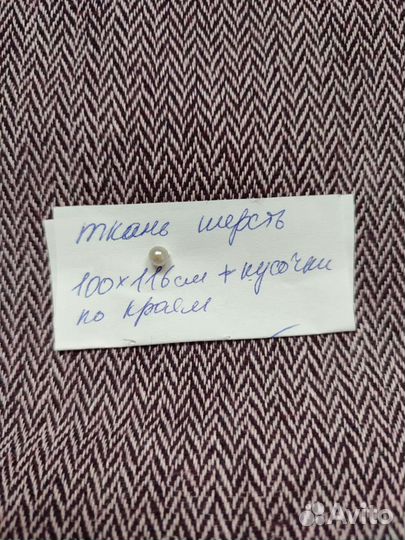 ткань шерсть
100×116см + кусочки
по краям
Avito